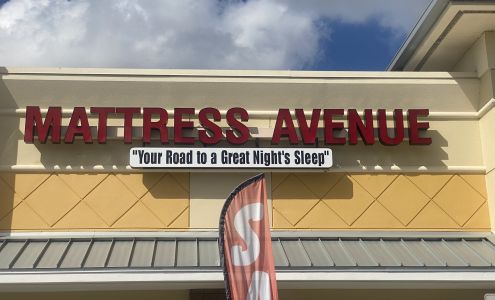 MATTRESS AVENUE
"Your Road to a Great Night's Sleep"